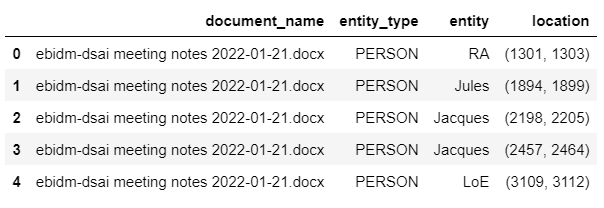 document_name entity_type entity location
0 ebidm-dsai meeting notes 2022-01-21.docx PERSON RA (1301, 1303)
1 ebidm-dsai meeting notes 2022-01-21.docx PERSON Jules (1894, 1899)
2 ebidm-dsai meeting notes 2022-01-21.docx PERSON Jacques (2198, 2205)
3 ebidm-dsai meeting notes 2022-01-21.docx PERSON Jacques (2457, 2464)
4 ebidm-dsai meeting notes 2022-01-21.docx PERSON LoE (3109, 3112)